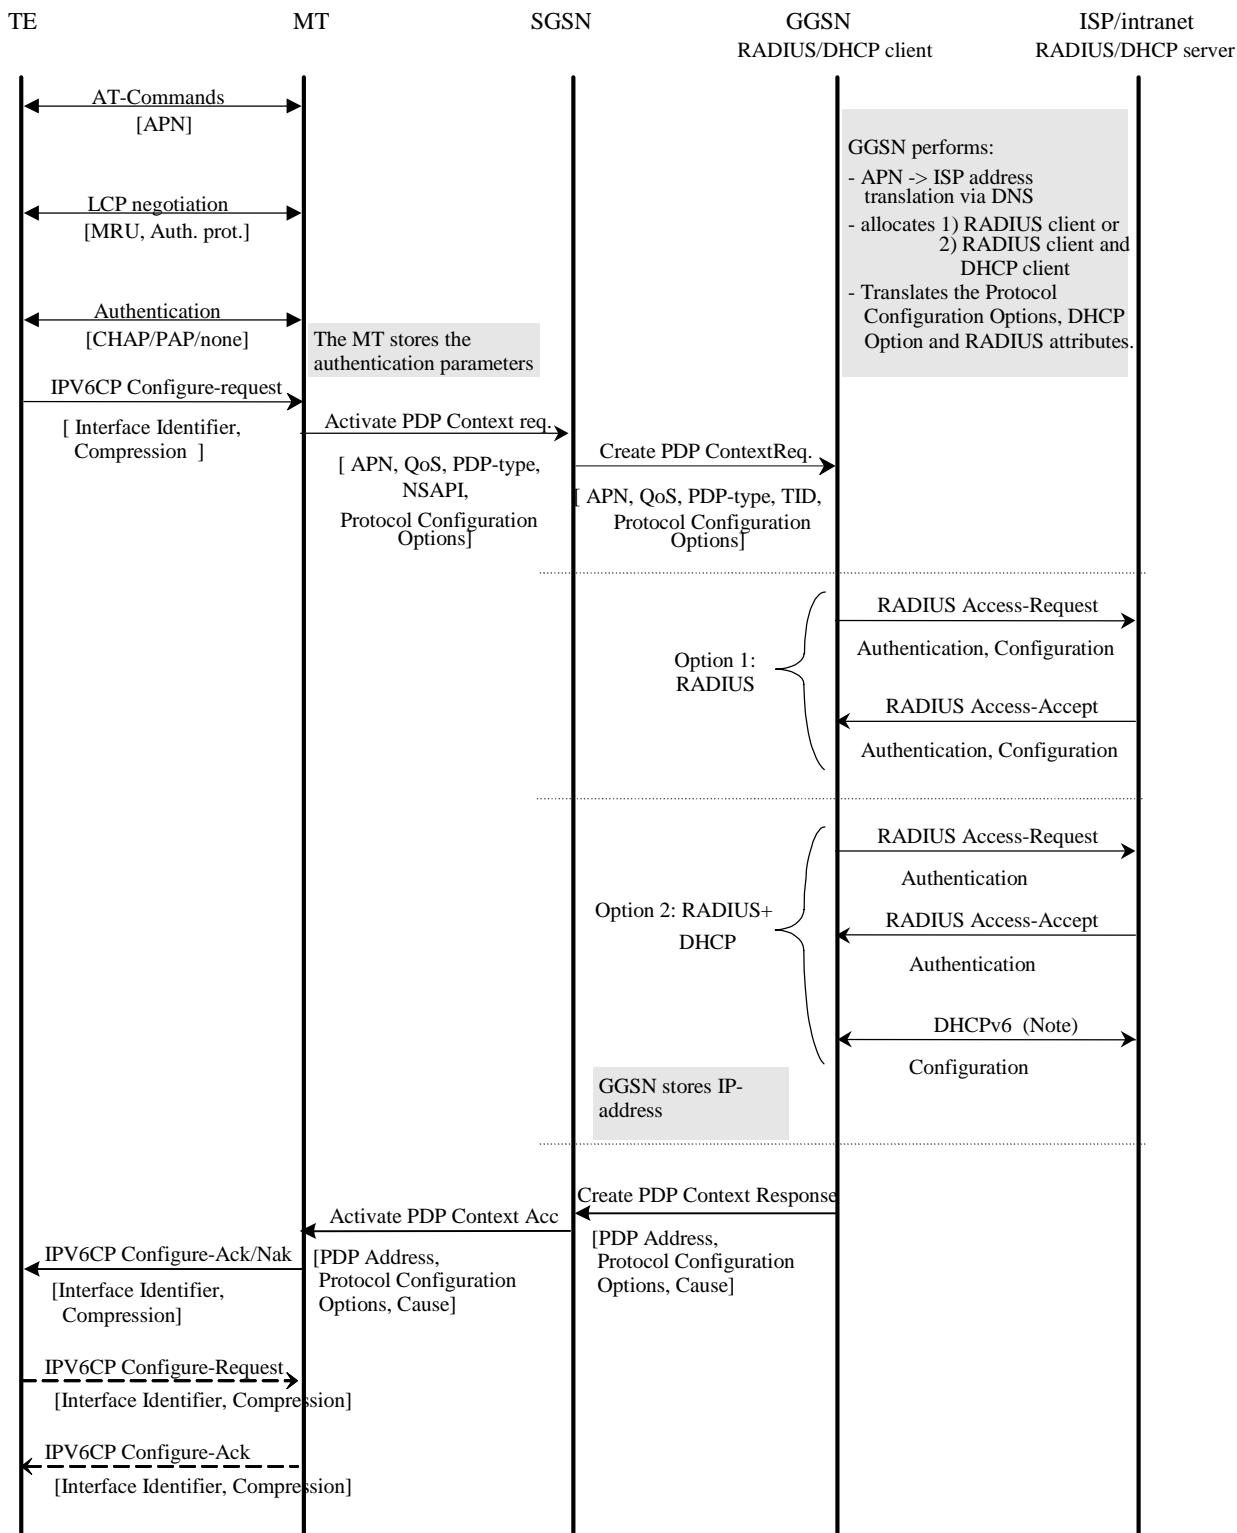 TE
MT
SGSN
GGSN
ISP/intranet
RADIUS/DHCP client
RADIUS/DHCP server
AT-Commands
[APN]
GGSN performs:
- APN -> ISP address
translation via DNS
- allocates 1) RADIUS client or
2) RADIUS client and
DHCP client
- Translates the Protocol
Configuration Options, DHCP
Option and RADIUS attributes.
LCP negotiation
[MRU, Auth. prot.]
Authentication
[CHAP/PAP/none]
The MT stores the
authentication parameters
IPV6CP Configure-request
[ Interface Identifier,
Compression ]
Activate PDP Context req.
[ APN, QoS, PDP-type,
NSAPI,
Protocol Configuration
Options]
Create PDP ContextReq.
[ APN, QoS, PDP-type, TID,
Protocol Configuration
Options]
RADIUS Access-Request
Authentication, Configuration
Option 1:
RADIUS
RADIUS Access-Accept
Authentication, Configuration
RADIUS Access-Request
Authentication
Option 2: RADIUS+
DHCP
RADIUS Access-Accept
Authentication
DHCPv6 (Note)
Configuration
GGSN stores IP-
address
Create PDP Context Response
[PDP Address,
Protocol Configuration
Options, Cause]
Activate PDP Context Acc
[PDP Address,
Protocol Configuration
Options, Cause]
IPV6CP Configure-Ack/Nak
[Interface Identifier,
Compression]
IPV6CP Configure-Request
[Interface Identifier, Compression]
IPV6CP Configure-Ack
[Interface Identifier, Compression]